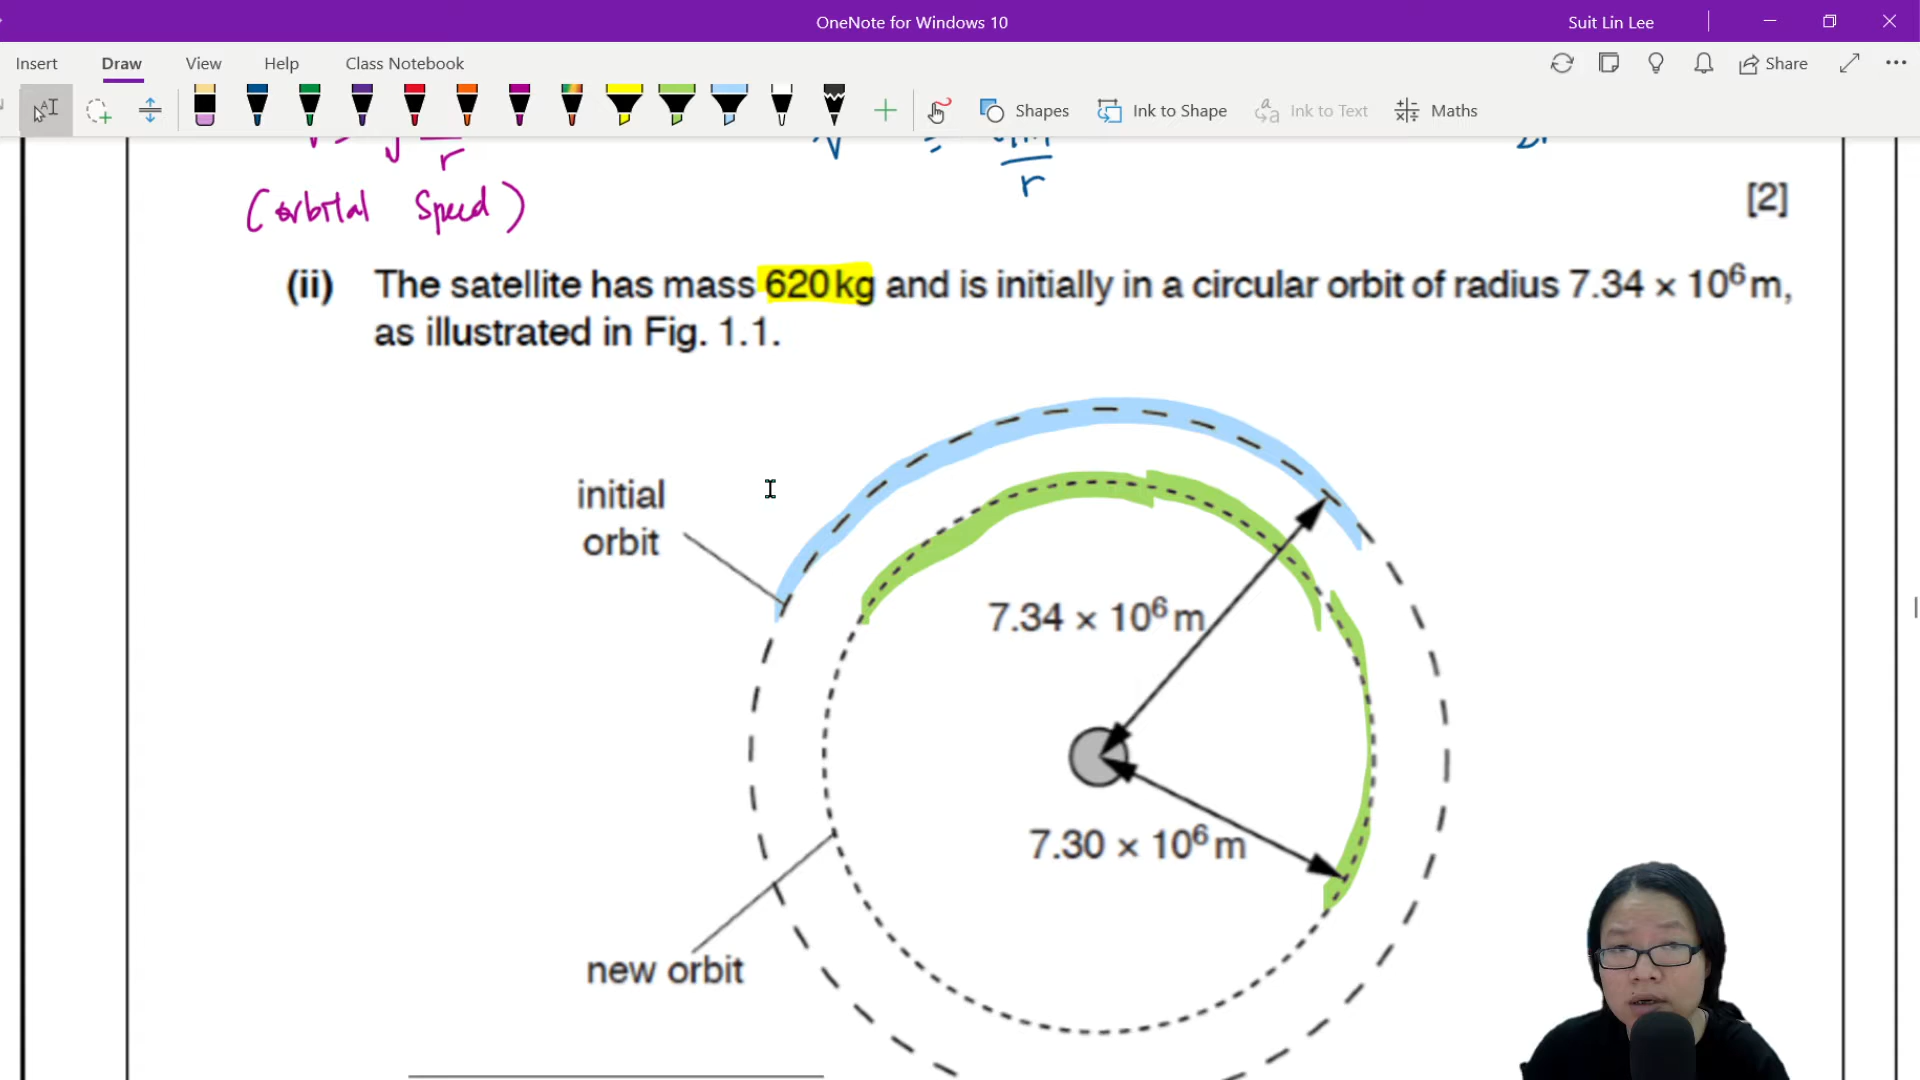 OneNote for Windows 10
Suit Lin Lee
Insert Draw View Help Class Notebook
Share
Shapes Ink to Shape Ink to Text Maths
r
r
(orbital Speed)
[2]
(ii) The satellite has mass 620 kg and is initially in a circular orbit of radius 7.34 × 10⁶ m,
as illustrated in Fig. 1.1.
initial
orbit
7.34 × 10⁶ m
7.30 × 10⁶ m
new orbit